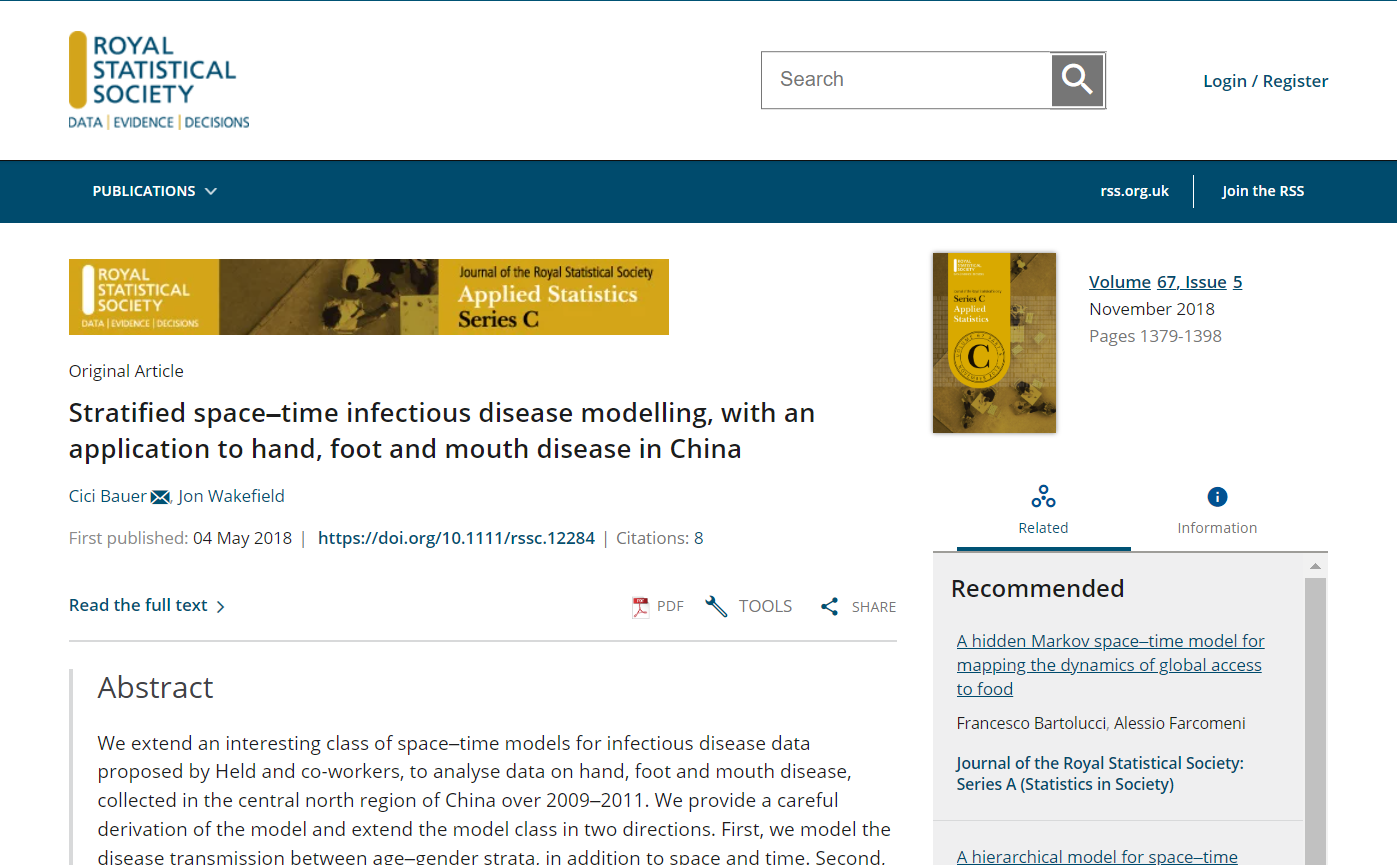 ROYAL
STATISTICAL
SOCIETY
DATA | EVIDENCE | DECISIONS
Search
Login / Register
PUBLICATIONS
rss.org.uk
Join the RSS
ROYAL
STATISTICAL
SOCIETY
DATA | EVIDENCE | DECISIONS
Journal of the Royal Statistical Society
Applied Statistics
Series C
Original Article
Stratified space–time infectious disease modelling, with an
application to hand, foot and mouth disease in China
Cici Bauer, Jon Wakefield
First published: 04 May 2018 | https://doi.org/10.1111/rssc.12284 | Citations: 8
Read the full text
PDF
TOOLS
SHARE
Abstract
We extend an interesting class of space–time models for infectious disease data
proposed by Held and co-workers, to analyse data on hand, foot and mouth disease,
collected in the central north region of China over 2009–2011. We provide a careful
derivation of the model and extend the model class in two directions. First, we model the
disease transmission between age–gender strata, in addition to space and time. Second,
Series C
Applied
Statistics
C
Volume 67, Issue 5
November 2018
Pages 1379-1398
Related
Information
Recommended
A hidden Markov space–time model for
mapping the dynamics of global access
to food
Francesco Bartolucci, Alessio Farcomeni
Journal of the Royal Statistical Society:
Series A (Statistics in Society)
A hierarchical model for space–time